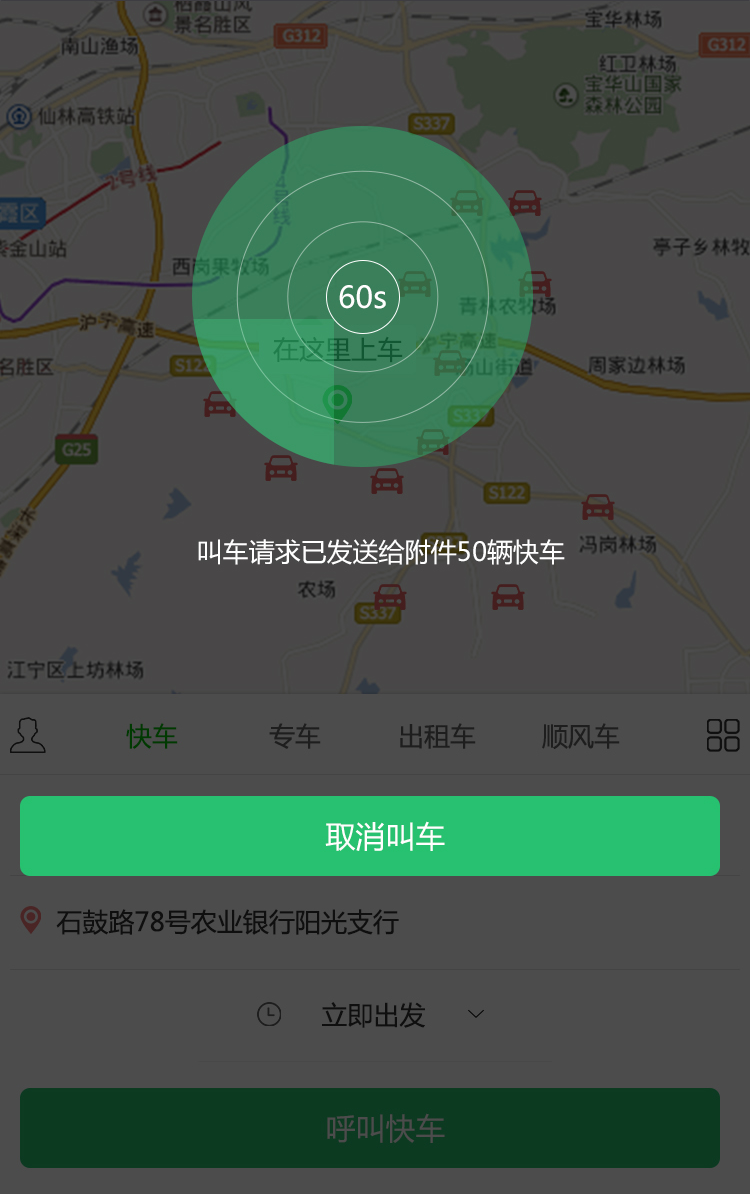 栖霞山风
景名胜区
宝华林场
南山渔场
G312
G312
红卫林场
宝华山国家
森林公园
仙林高铁站
S337
2号线
4号线
霞区
紫金山站
亭子乡林牧
西岗果牧场
60s
青林农牧场
沪宁高速
在这里上车
沪宁高速
名胜区
S122
周家边林场
山街道
S337
G25
S122
冯岗林场
叫车请求已发送给附件50辆快车
农场
S337
江宁区上坊林场
快车
专车
出租车
顺风车
取消叫车
石鼓路78号农业银行阳光支行
立即出发
呼叫快车